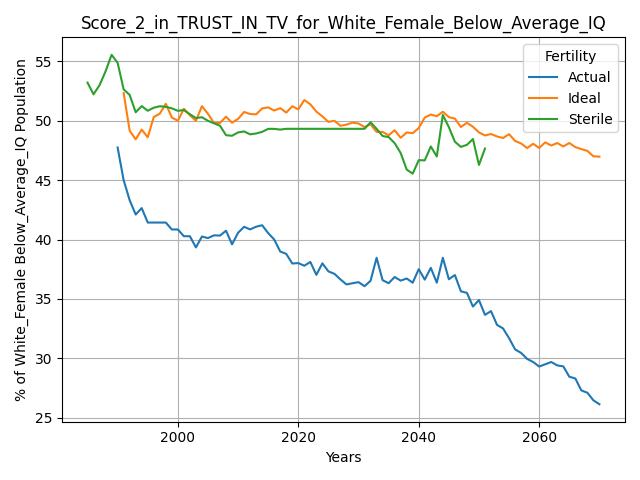 Score_2_in_TRUST_IN_TV_for_White_Female_Below_Average_IQ
% of White_Female Below_Average_IQ Population
55
50
45
40
35
30
25
Fertility
Actual
Ideal
Sterile
2000 2020 2040 2060
Years